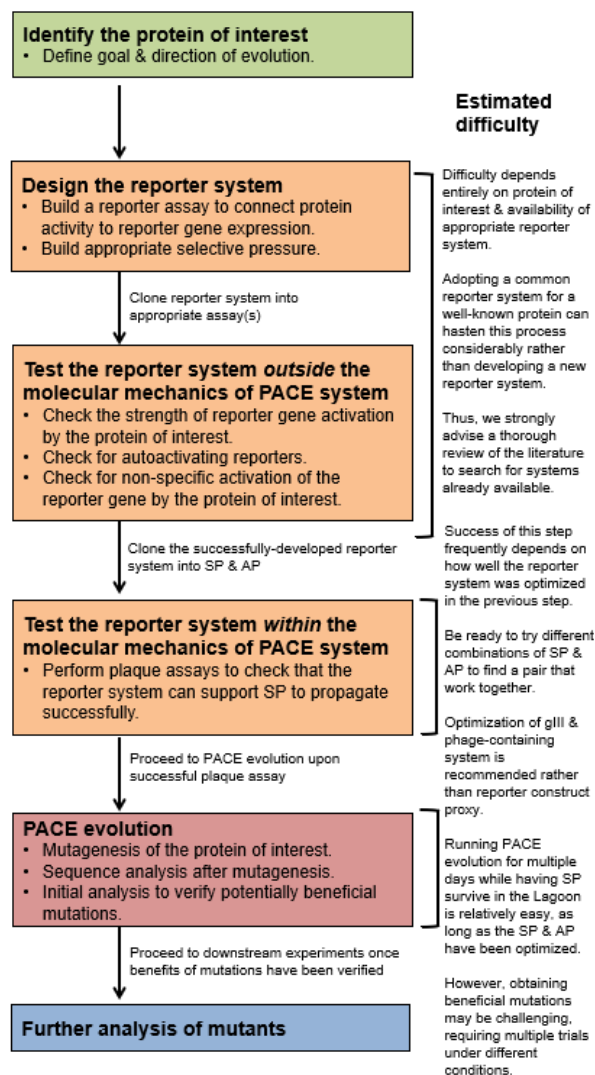 Identify the protein of interest
• Define goal & direction of evolution.
Estimated
difficulty
Design the reporter system
• Build a reporter assay to connect protein
activity to reporter gene expression.
• Build appropriate selective pressure.
Difficulty depends
entirely on protein of
interest & availability of
appropriate reporter
system.
Clone reporter system into
appropriate assay(s)
Adopting a common
reporter system for a
well-known protein can
hasten this process
considerably rather
than developing a new
reporter system.
Test the reporter system outside the
molecular mechanics of PACE system
• Check the strength of reporter gene activation
by the protein of interest.
• Check for autoactivating reporters.
• Check for non-specific activation of the
reporter gene by the protein of interest.
Thus, we strongly
advise a thorough
review of the literature
to search for systems
already available.
Clone the successfully-developed reporter
system into SP & AP
Success of this step
frequently depends on
how well the reporter
system was optimized
in the previous step.
Test the reporter system within the
molecular mechanics of PACE system
• Perform plaque assays to check that the
reporter system can support SP to propagate
successfully.
Be ready to try different
combinations of SP &
AP to find a pair that
work together.
Optimization of gIII &
phage-containing
system is
recommended rather
than reporter construct
proxy.
Proceed to PACE evolution upon
successful plaque assay
PACE evolution
• Mutagenesis of the protein of interest.
• Sequence analysis after mutagenesis.
• Initial analysis to verify potentially beneficial
mutations.
Running PACE
evolution for multiple
days while having SP
survive in the Lagoon
is relatively easy, as
long as the SP & AP
have been optimized.
Proceed to downstream experiments once
benefits of mutations have been verified
However, obtaining
beneficial mutations
may be challenging,
requiring multiple trials
under different
conditions.
Further analysis of mutants